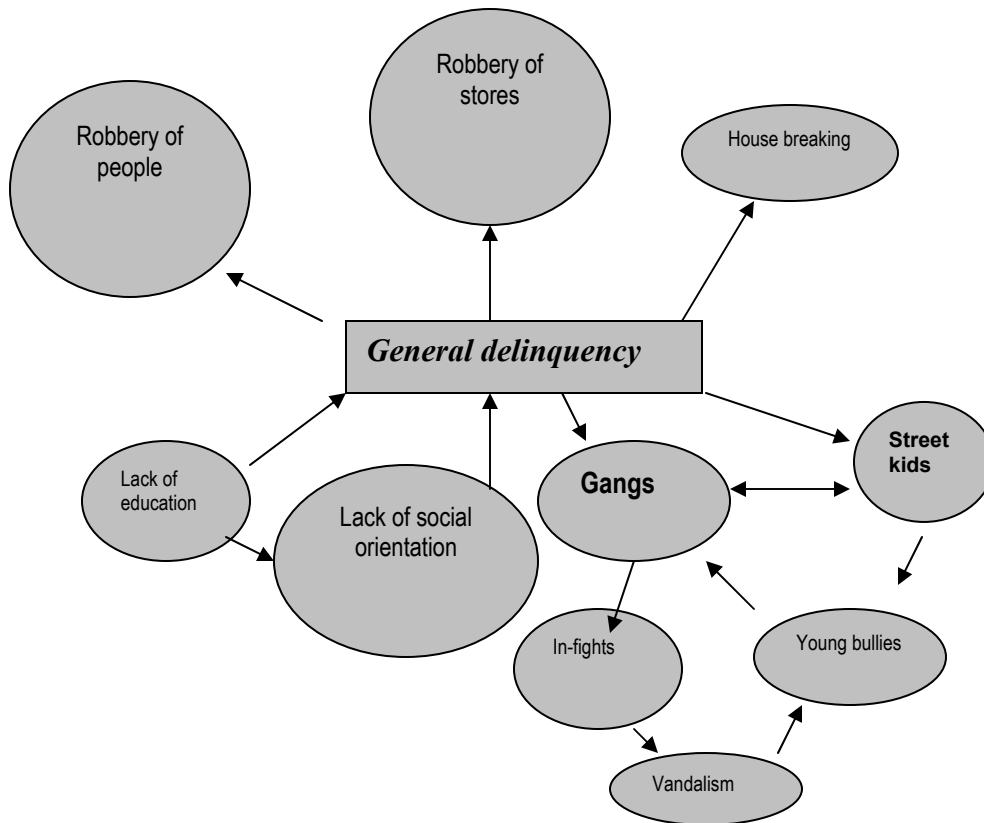 Robbery of
stores
Robbery of
people
House breaking
General delinquency
Street
kids
Gangs
Lack of
education
Lack of social
orientation
In-fights
Young bullies
Vandalism